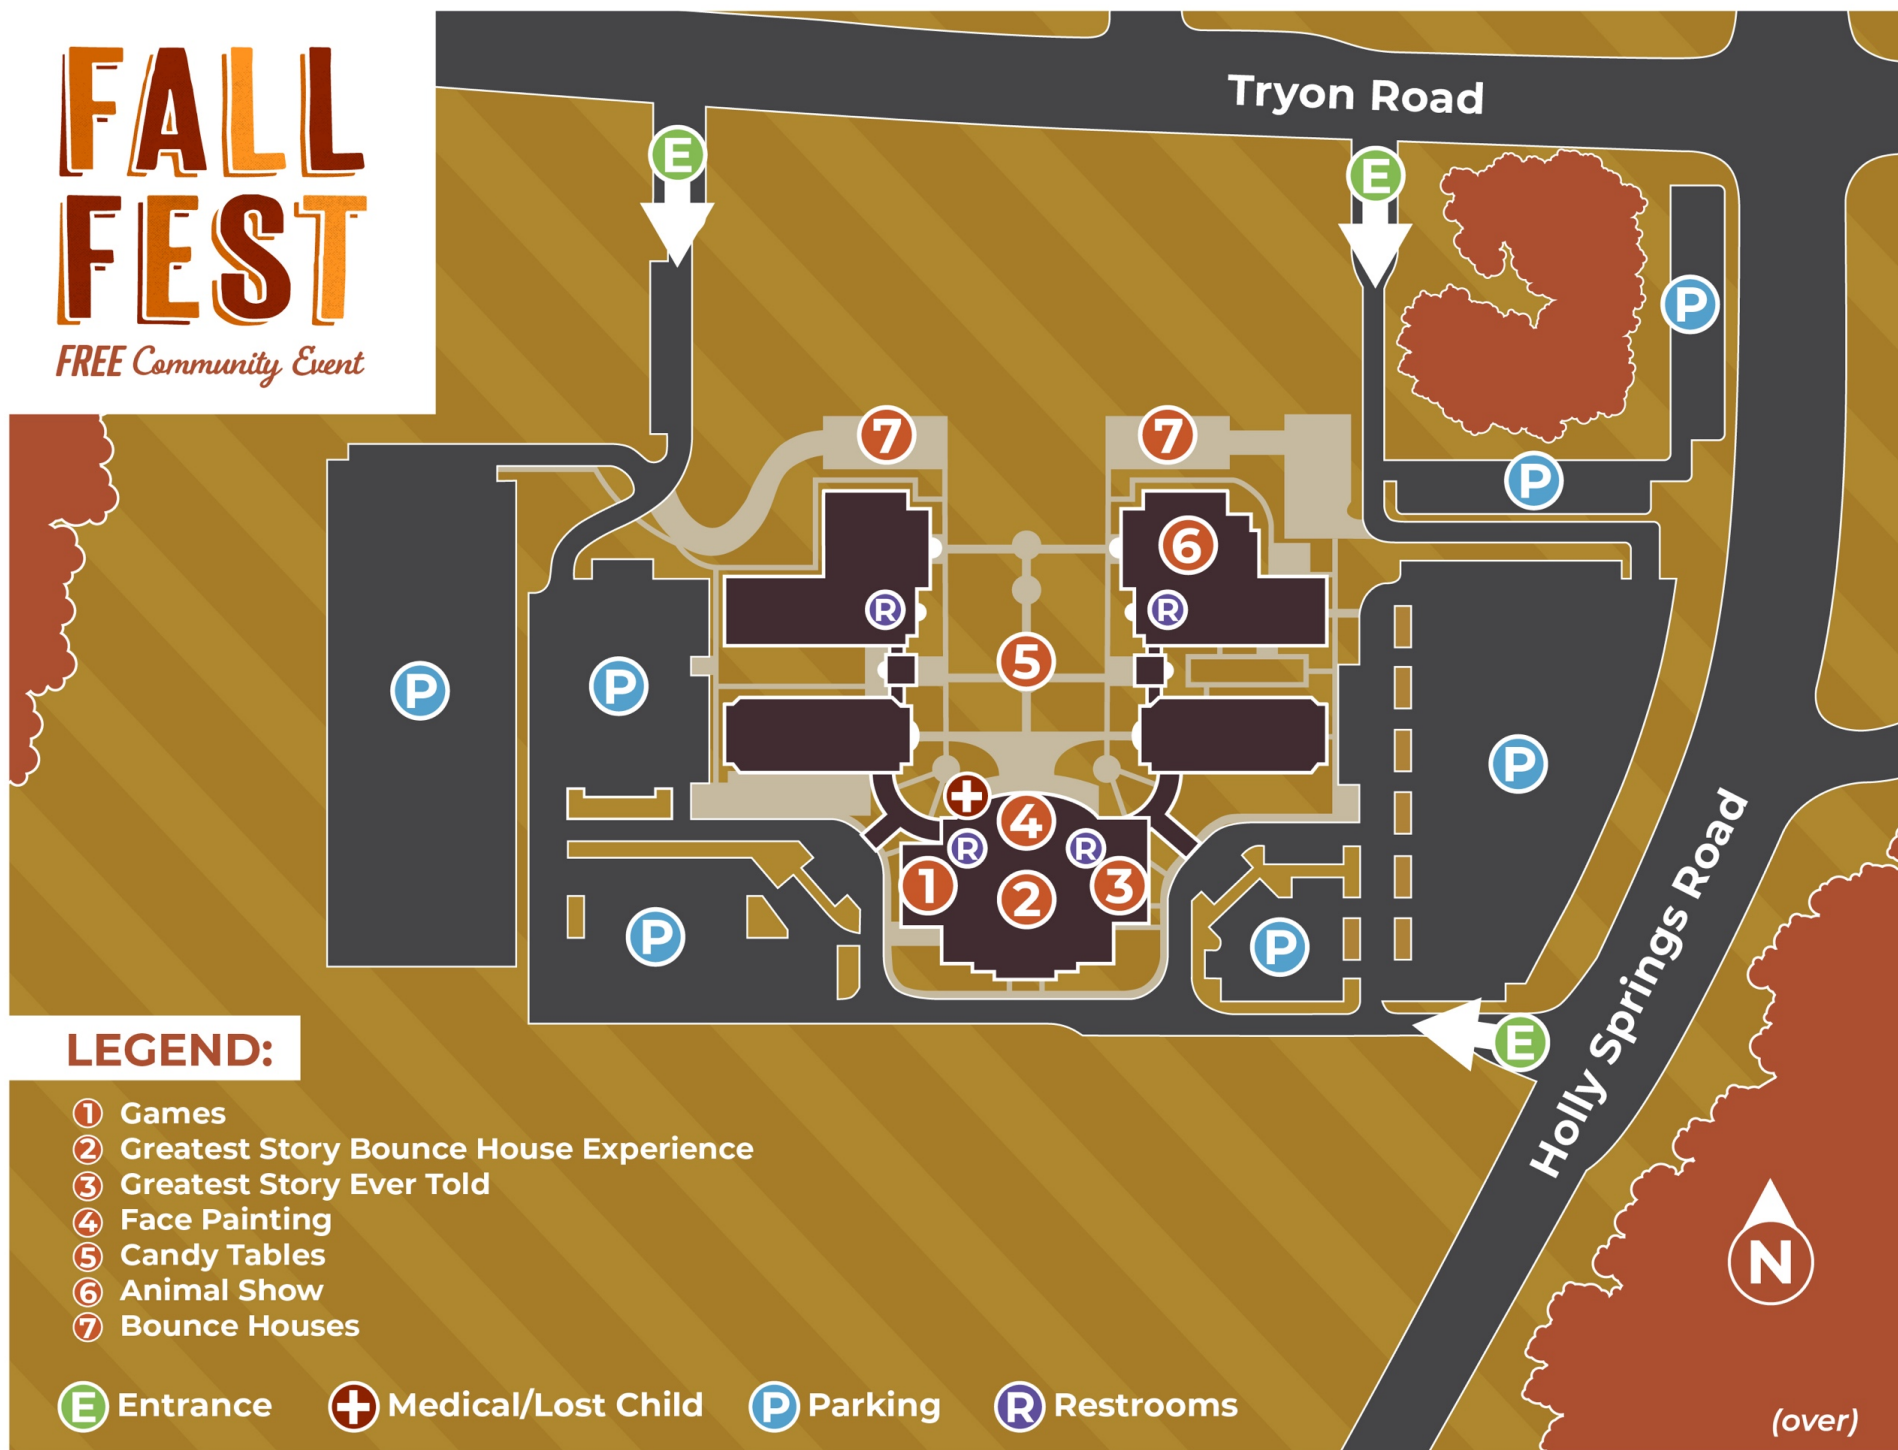 FALL
FEST
FREE Community Event
Tryon Road
E
E
P
7
7
P
6
R
R
5
P
P
P
4
R
R
1
2
3
P
P
E
Holly Springs Road
LEGEND:
1 Games
2 Greatest Story Bounce House Experience
3 Greatest Story Ever Told
4 Face Painting
5 Candy Tables
6 Animal Show
7 Bounce Houses
N
E Entrance
Medical/Lost Child
P Parking
R Restrooms
(over)